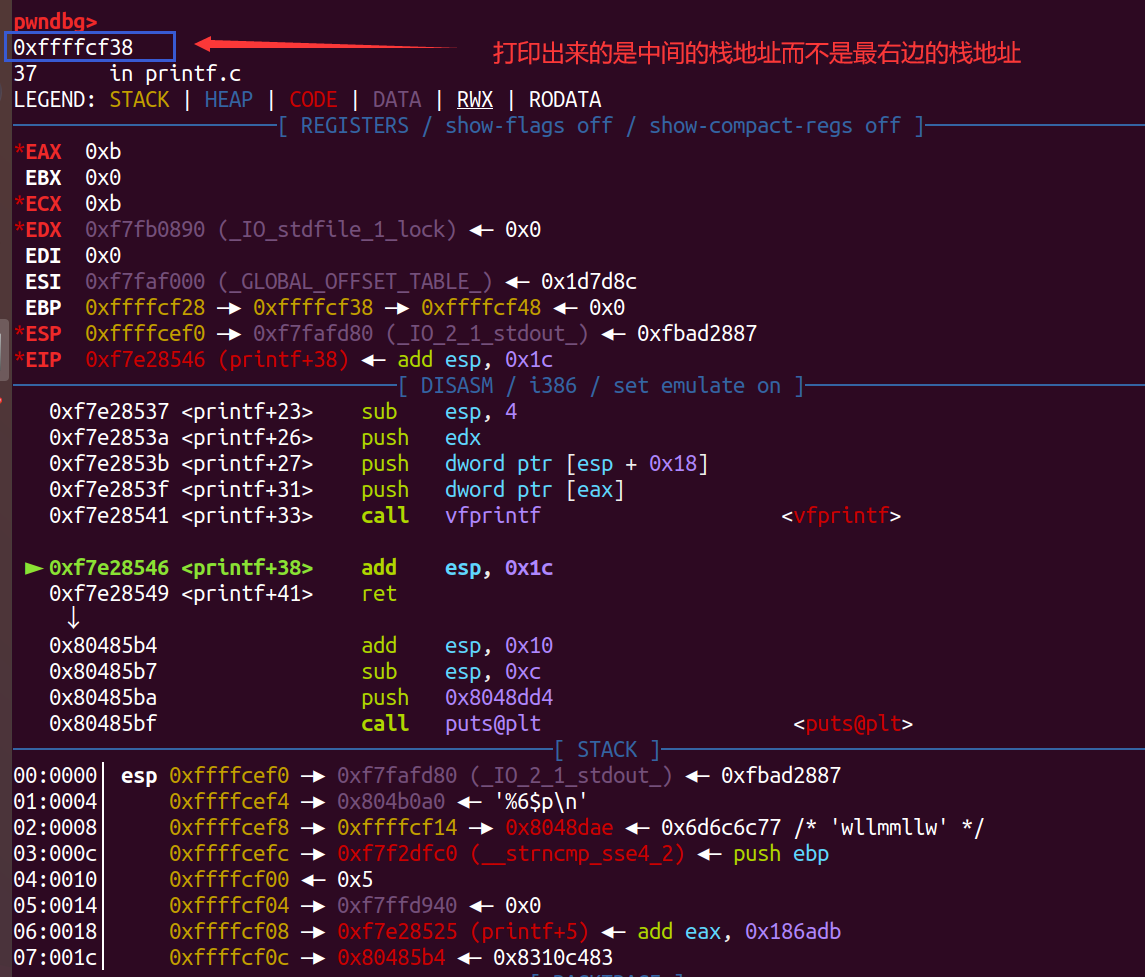 pwndbg>
0xffffcf38
打印出来的是中间的栈地址而不是最右边的栈地址
37      in printf.c
LEGEND: STACK | HEAP | CODE | DATA | RWX | RODATA
[ REGISTERS / show-flags off / show-compact-regs off ]
*EAX  0xb
EBX  0x0
*ECX  0xb
*EDX  0xf7fb0890 (_IO_stdfile_1_lock) ◂— 0x0
EDI  0x0
ESI  0xf7faf000 (_GLOBAL_OFFSET_TABLE_) ◂— 0x1d7d8c
EBP  0xffffcf28 —▸ 0xffffcf38 —▸ 0xffffcf48 ◂— 0x0
*ESP  0xffffcef0 —▸ 0xf7fafd80 (_IO_2_1_stdout_) ◂— 0xfbad2887
*EIP  0xf7e28546 (printf+38) ◂— add esp, 0x1c
[ DISASM / i386 / set emulate on ]
0xf7e28537 <printf+23>    sub    esp, 4
0xf7e2853a <printf+26>    push   edx
0xf7e2853b <printf+27>    push   dword ptr [esp + 0x18]
0xf7e2853f <printf+31>    push   dword ptr [eax]
0xf7e28541 <printf+33>    call   vfprintf                    <vfprintf>
► 0xf7e28546 <printf+38>    add    esp, 0x1c
0xf7e28549 <printf+41>    ret
↓
0x80485b4                 add    esp, 0x10
0x80485b7                 sub    esp, 0xc
0x80485ba                 push   0x8048dd4
0x80485bf                 call   puts@plt                     <puts@plt>
[ STACK ]
00:0000│ esp 0xffffcef0 —▸ 0xf7fafd80 (_IO_2_1_stdout_) ◂— 0xfbad2887
01:0004│     0xffffcef4 —▸ 0x804b0a0 ◂— '%6$p\n'
02:0008│     0xffffcef8 —▸ 0xffffcf14 —▸ 0x8048dae ◂— 0x6d6c6c77 /* 'wllmmllw' */
03:000c│     0xffffcefc —▸ 0xf7f2dfc0 (__strncmp_sse4_2) ◂— push ebp
04:0010│     0xffffcf00 ◂— 0x5
05:0014│     0xffffcf04 —▸ 0xf7ffd940 ◂— 0x0
06:0018│     0xffffcf08 —▸ 0xf7e28525 (printf+5) ◂— add eax, 0x186adb
07:001c│     0xffffcf0c —▸ 0x80485b4 ◂— 0x8310c483